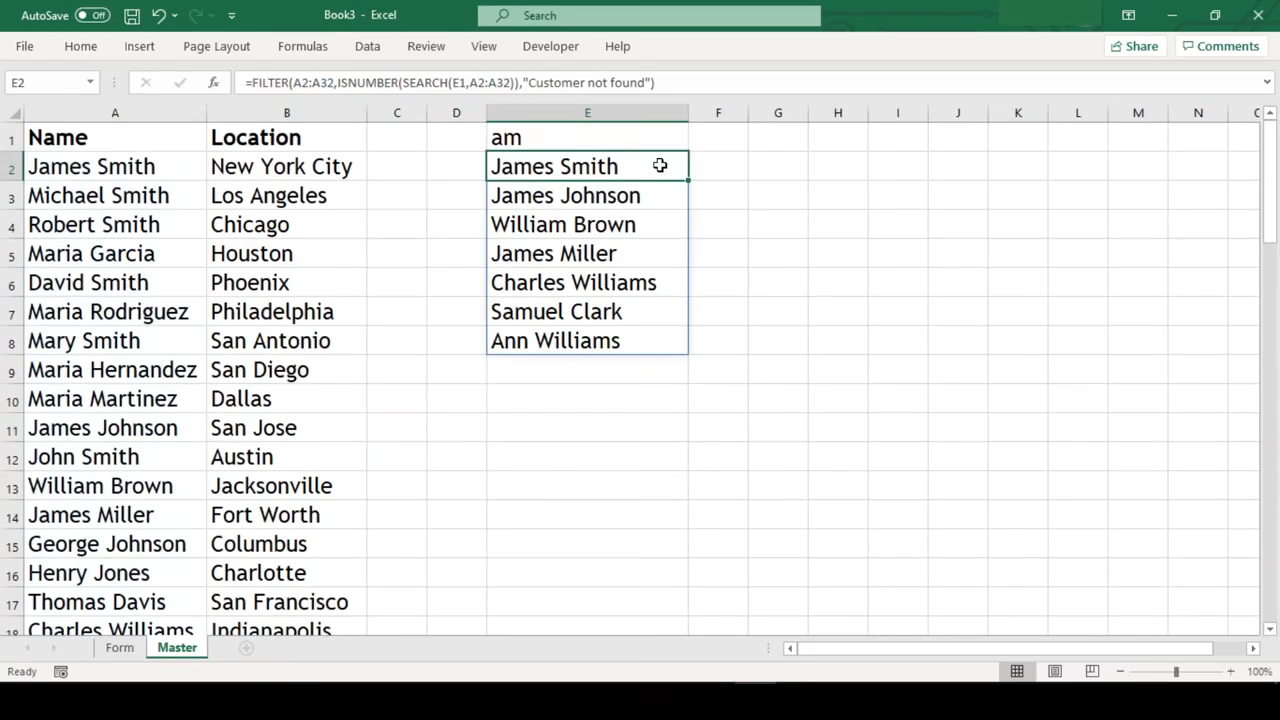 AutoSave Off Book3 - Excel Search
File Home Insert Page Layout Formulas Data Review View Developer Help Share Comments
E2 fx =FILTER(A2:A32,ISNUMBER(SEARCH(E1,A2:A32)),"Customer not found")
A B C D E F G H I J K L M N
1 Name Location am
2 James Smith New York City James Smith
3 Michael Smith Los Angeles James Johnson
4 Robert Smith Chicago William Brown
5 Maria Garcia Houston James Miller
6 David Smith Phoenix Charles Williams
7 Maria Rodriguez Philadelphia Samuel Clark
8 Mary Smith San Antonio Ann Williams
9 Maria Hernandez San Diego
10 Maria Martinez Dallas
11 James Johnson San Jose
12 John Smith Austin
13 William Brown Jacksonville
14 James Miller Fort Worth
15 George Johnson Columbus
16 Henry Jones Charlotte
17 Thomas Davis San Francisco
18 Charles Williams Indianapolis
Form Master
Ready 100%